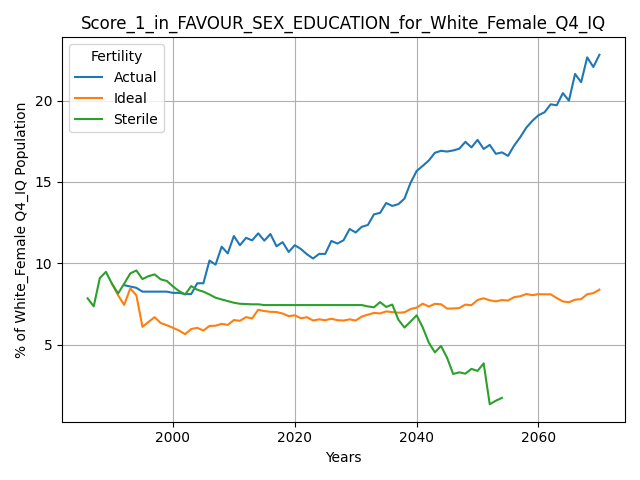 Score_1_in_FAVOUR_SEX_EDUCATION_for_White_Female_Q4_IQ
Fertility
Actual
Ideal
Sterile
% of White_Female Q4_IQ Population
20
15
10
5
2000 2020 2040 2060
Years